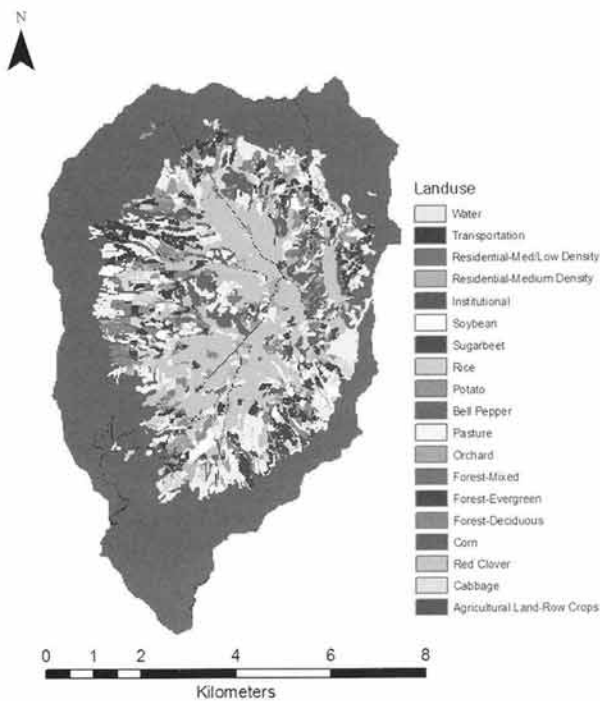 N
Landuse
Water
Transportation
Residential-Med/Low Density
Residential-Medium Density
Institutional
Soybean
Sugarbeet
Rice
Potato
Bell Pepper
Pasture
Orchard
Forest-Mixed
Forest-Evergreen
Forest-Deciduous
Corn
Red Clover
Cabbage
Agricultural Land-Row Crops
0 1 2 4 6 8
Kilometers